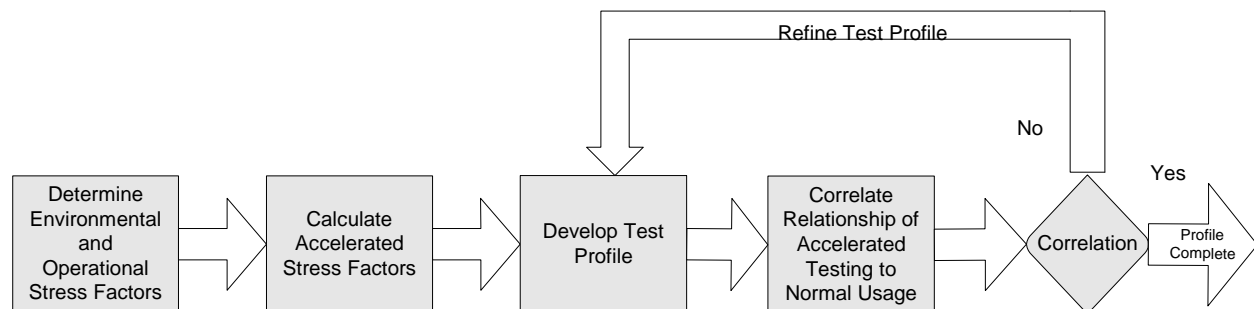 Refine Test Profile
No
Yes
Determine
Environmental
and
Operational
Stress Factors
Calculate
Accelerated
Stress Factors
Develop Test
Profile
Correlate
Relationship of
Accelerated
Testing to
Normal Usage
Correlation
Profile
Complete